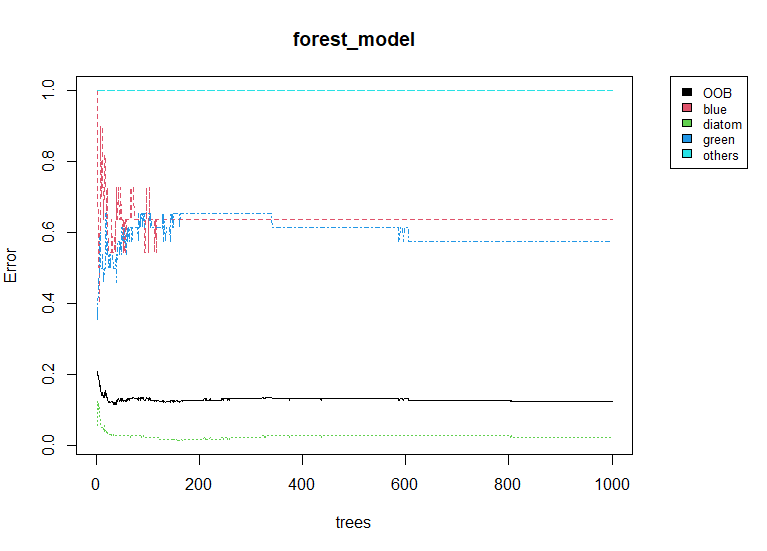 forest_model
Error
1.0
0.8
0.6
0.4
0.2
0.0
0 200 400 600 800 1000
trees
OOB
blue
diatom
green
others